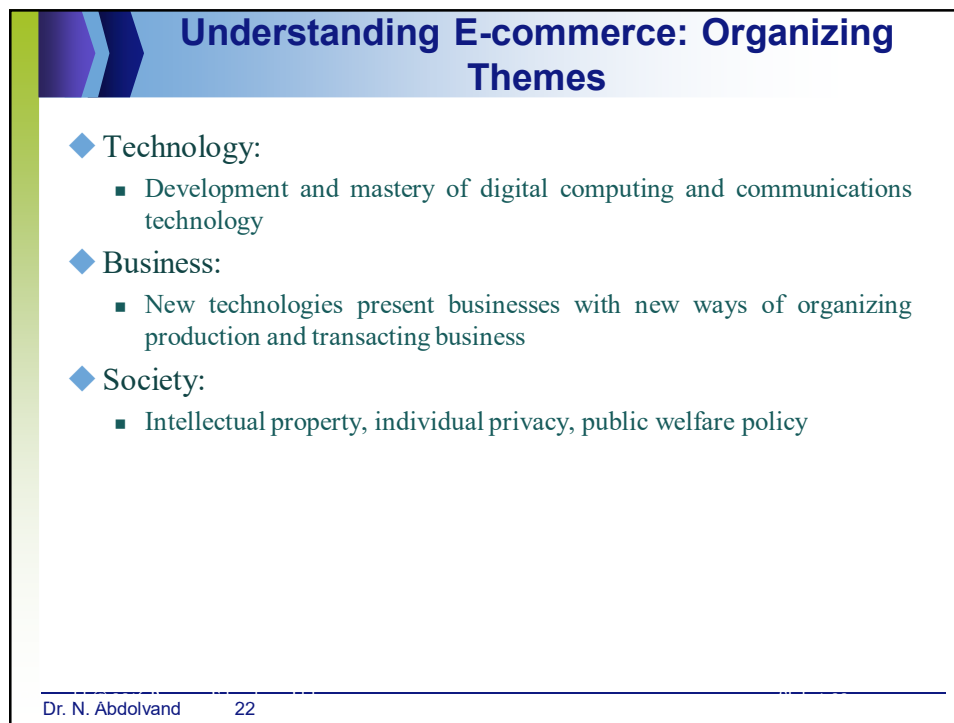 Understanding E-commerce: Organizing
Themes
Technology:
Development and mastery of digital computing and communications
technology
Business:
New technologies present businesses with new ways of organizing
production and transacting business
Society:
Intellectual property, individual privacy, public welfare policy
Dr. N. Abdolvand 22